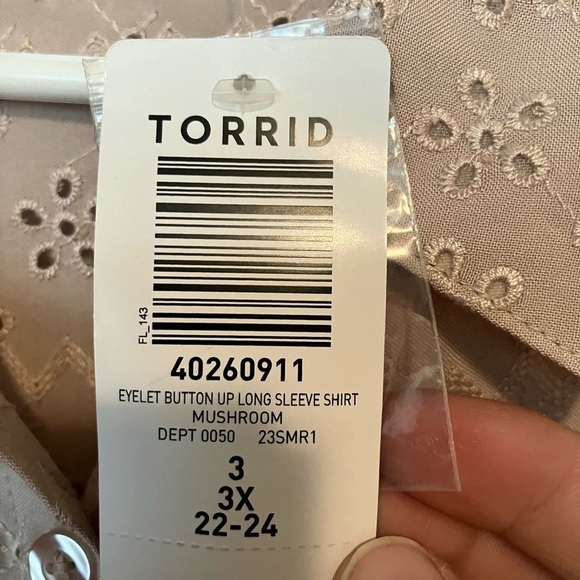 TORRID
FL_143
40260911
EYELET BUTTON UP LONG SLEEVE SHIRT
MUSHROOM
DEPT 0050 23SMR1
3
3X
22-24